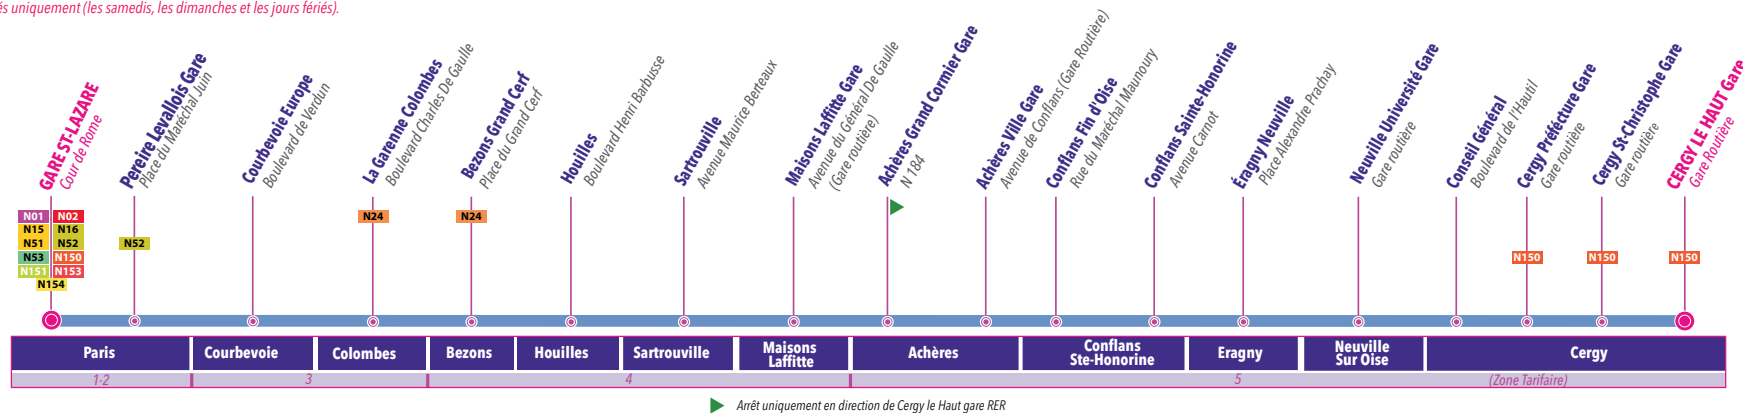 és uniquement (les samedis, les dimanches et les jours fériés).
GARE ST-LAZARE
Cour de Rome
Pereire Levallois Gare
Place du Maréchal Juin
Courbevoie Europe
Boulevard de Verdun
La Garenne Colombes
Boulevard Charles De Gaulle
Bezons Grand Cerf
Place du Grand Cerf
Houilles
Boulevard Henri Barbusse
Sartrouville
Avenue Maurice Berteaux
Maisons Laffitte Gare
Avenue du Général De Gaulle
(Gare routière)
Achères Grand Cormier Gare
N 184
Achères Ville Gare
Avenue de Conflans (Gare Routière)
Conflans Fin d'Oise
Rue du Maréchal Maunoury
Conflans Sainte-Honorine
Avenue Carnot
Éragny Neuville
Place Alexandre Prachay
Neuville Université Gare
Gare routière
Conseil Général
Boulevard de l'Hautil
Cergy Préfécture Gare
Gare routière
Cergy St-Christophe Gare
Gare routière
CERGY LE HAUT Gare
Gare Routière
N01 N02
N15 N16
N51 N52
N53 N150
N151 N153
N154
N52
N24
N24
N150
N150
N150
Paris
Courbevoie
Colombes
Bezons
Houilles
Sartrouville
Maisons
Laffitte
Achères
Conflans
Ste-Honorine
Eragny
Neuville
Sur Oise
Cergy
1-2
3
4
5
(Zone Tarifaire)
Arrêt uniquement en direction de Cergy le Haut gare RER